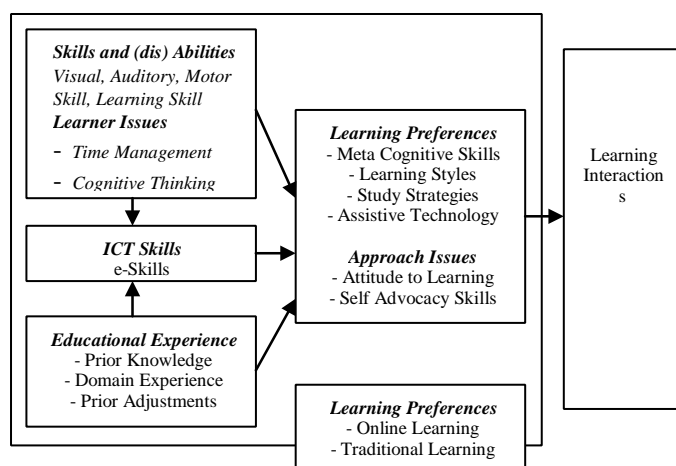 Skills and (dis) Abilities
Visual, Auditory, Motor
Skill, Learning Skill
Learner Issues
- Time Management
- Cognitive Thinking
ICT Skills
e-Skills
Educational Experience
- Prior Knowledge
- Domain Experience
- Prior Adjustments
Learning Preferences
- Meta Cognitive Skills
- Learning Styles
- Study Strategies
- Assistive Technology
Approach Issues
- Attitude to Learning
- Self Advocacy Skills
Learning Preferences
- Online Learning
- Traditional Learning
Learning
Interaction
s